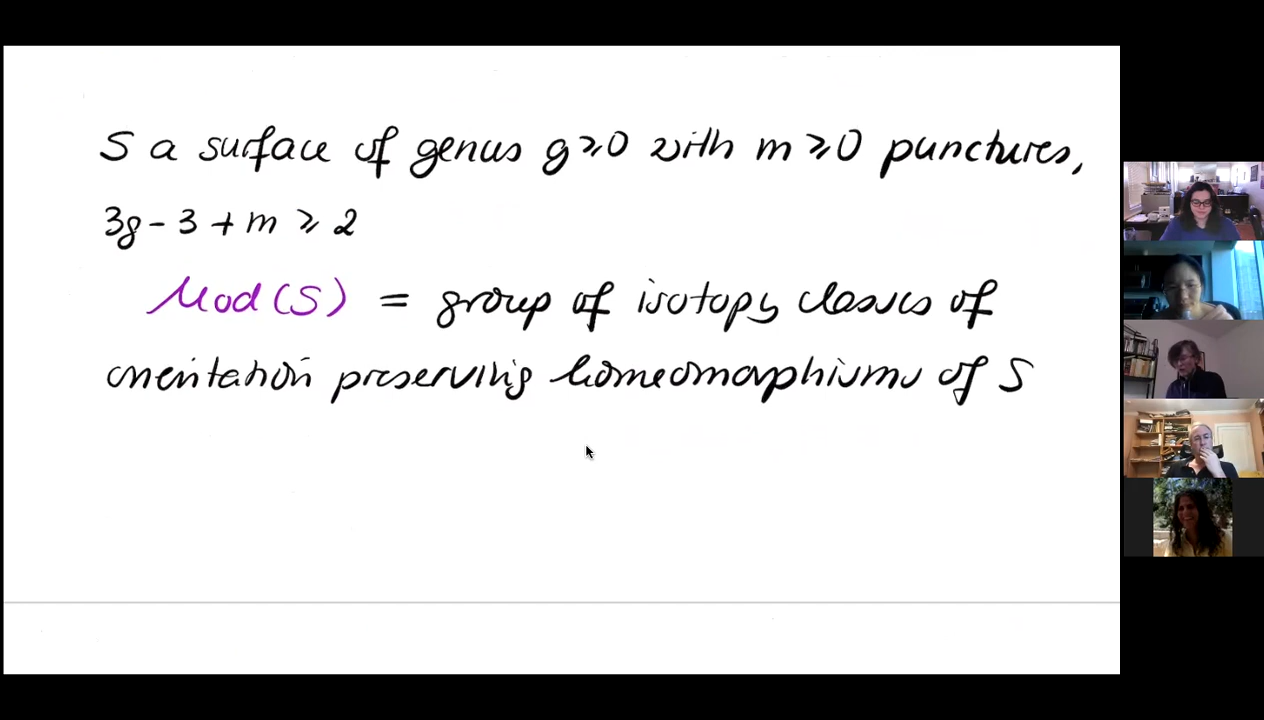 S a surface of genus g ≥ 0 with m ≥ 0 punctures,
3g - 3 + m ≥ 2
Mod (S) = group of isotopy classes of
orientation preserving homeomorphisms of S